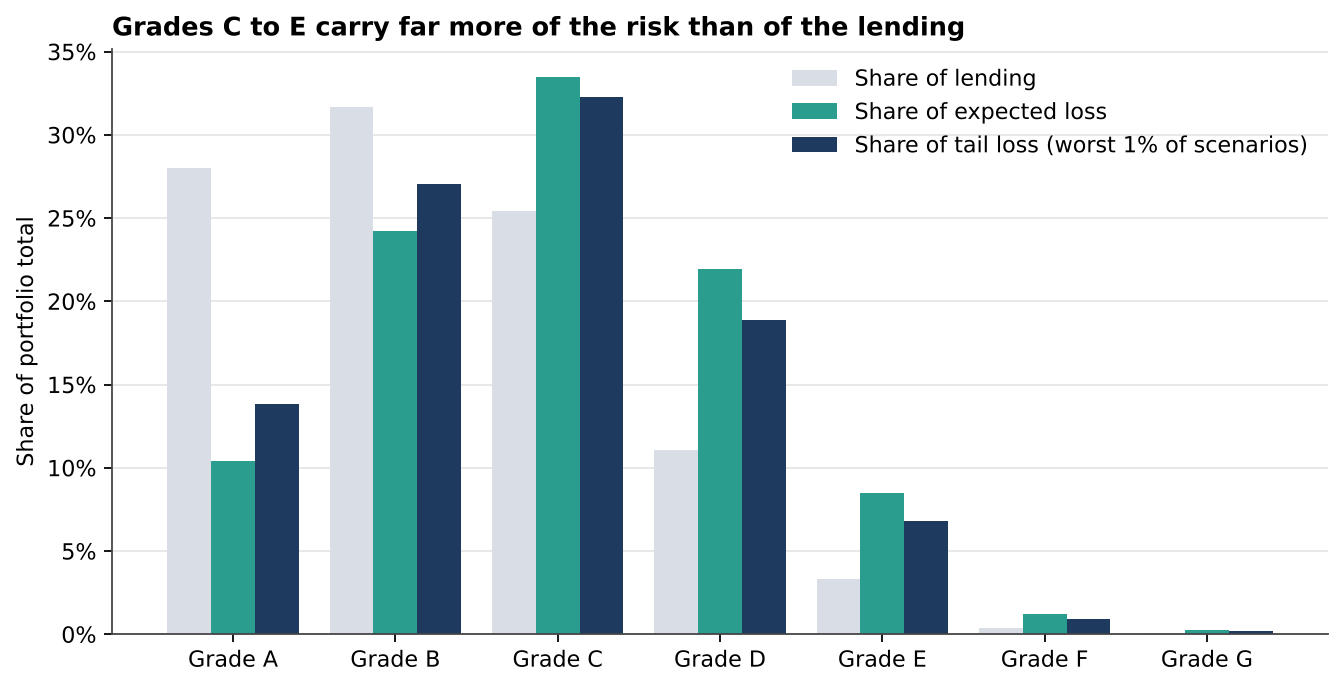 Grades C to E carry far more of the risk than of the lending
Share of lending
Share of expected loss
Share of tail loss (worst 1% of scenarios)
Share of portfolio total
35%
30%
25%
20%
15%
10%
5%
0%
Grade A
Grade B
Grade C
Grade D
Grade E
Grade F
Grade G